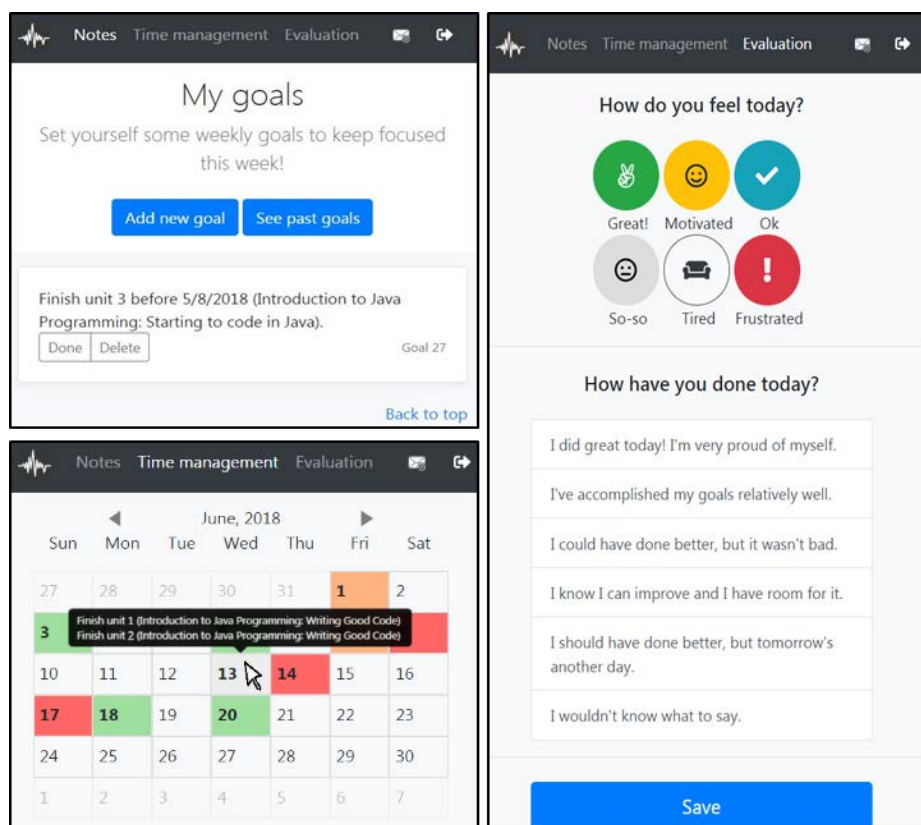 Notes Time management Evaluation
My goals
Set yourself some weekly goals to keep focused
this week!
Add new goal See past goals
Finish unit 3 before 5/8/2018 (Introduction to Java
Programming: Starting to code in Java).
Done Delete Goal 27
Back to top
Notes Time management Evaluation
June, 2018
Sun Mon Tue Wed Thu Fri Sat
27 28 29 30 31 1 2
Finish unit 1 (Introduction to Java Programming: Writing Good Code)
3
Finish unit 2 (Introduction to Java Programming: Writing Good Code)
10 11 12 13 14 15 16
17 18 19 20 21 22 23
24 25 26 27 28 29 30
1 2 3 4 5 6 7
Notes Time management Evaluation
How do you feel today?
Great! Motivated Ok
So-so Tired Frustrated
How have you done today?
I did great today! I'm very proud of myself.
I've accomplished my goals relatively well.
I could have done better, but it wasn't bad.
I know I can improve and I have room for it.
I should have done better, but tomorrow's
another day.
I wouldn't know what to say.
Save